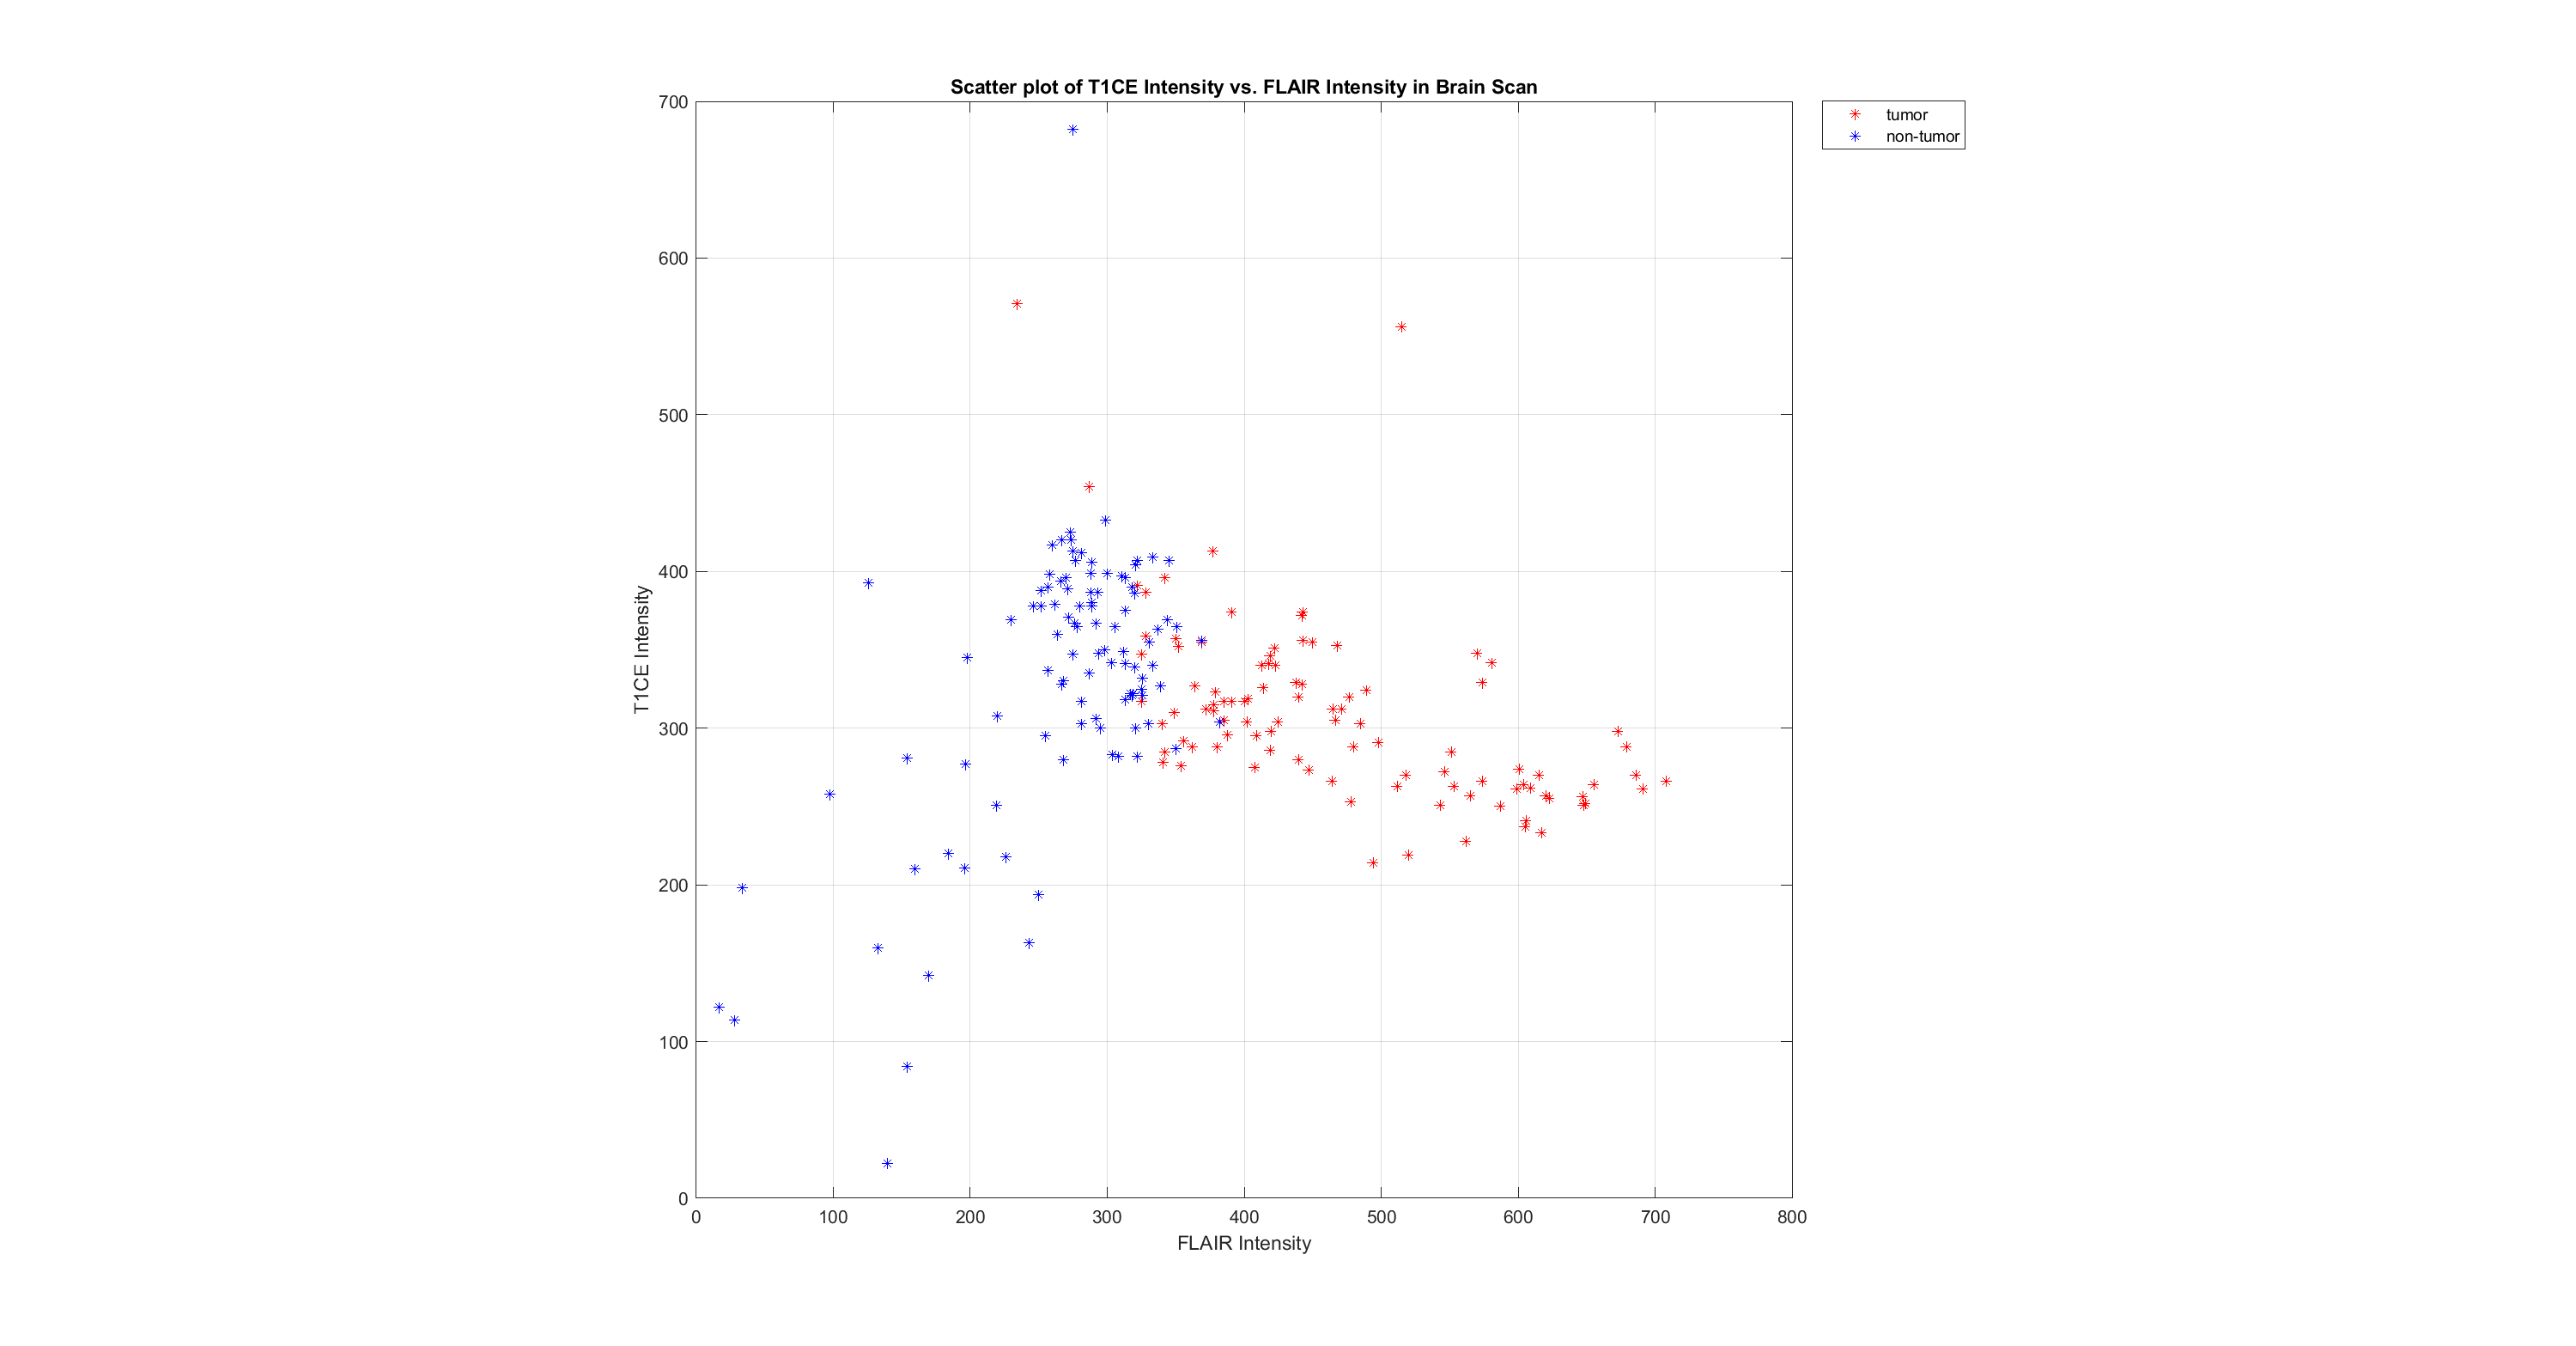 Scatter plot of T1CE Intensity vs. FLAIR Intensity in Brain Scan
tumor
non-tumor
700
600
500
400
300
200
100
0
T1CE Intensity
0 100 200 300 400 500 600 700 800
FLAIR Intensity